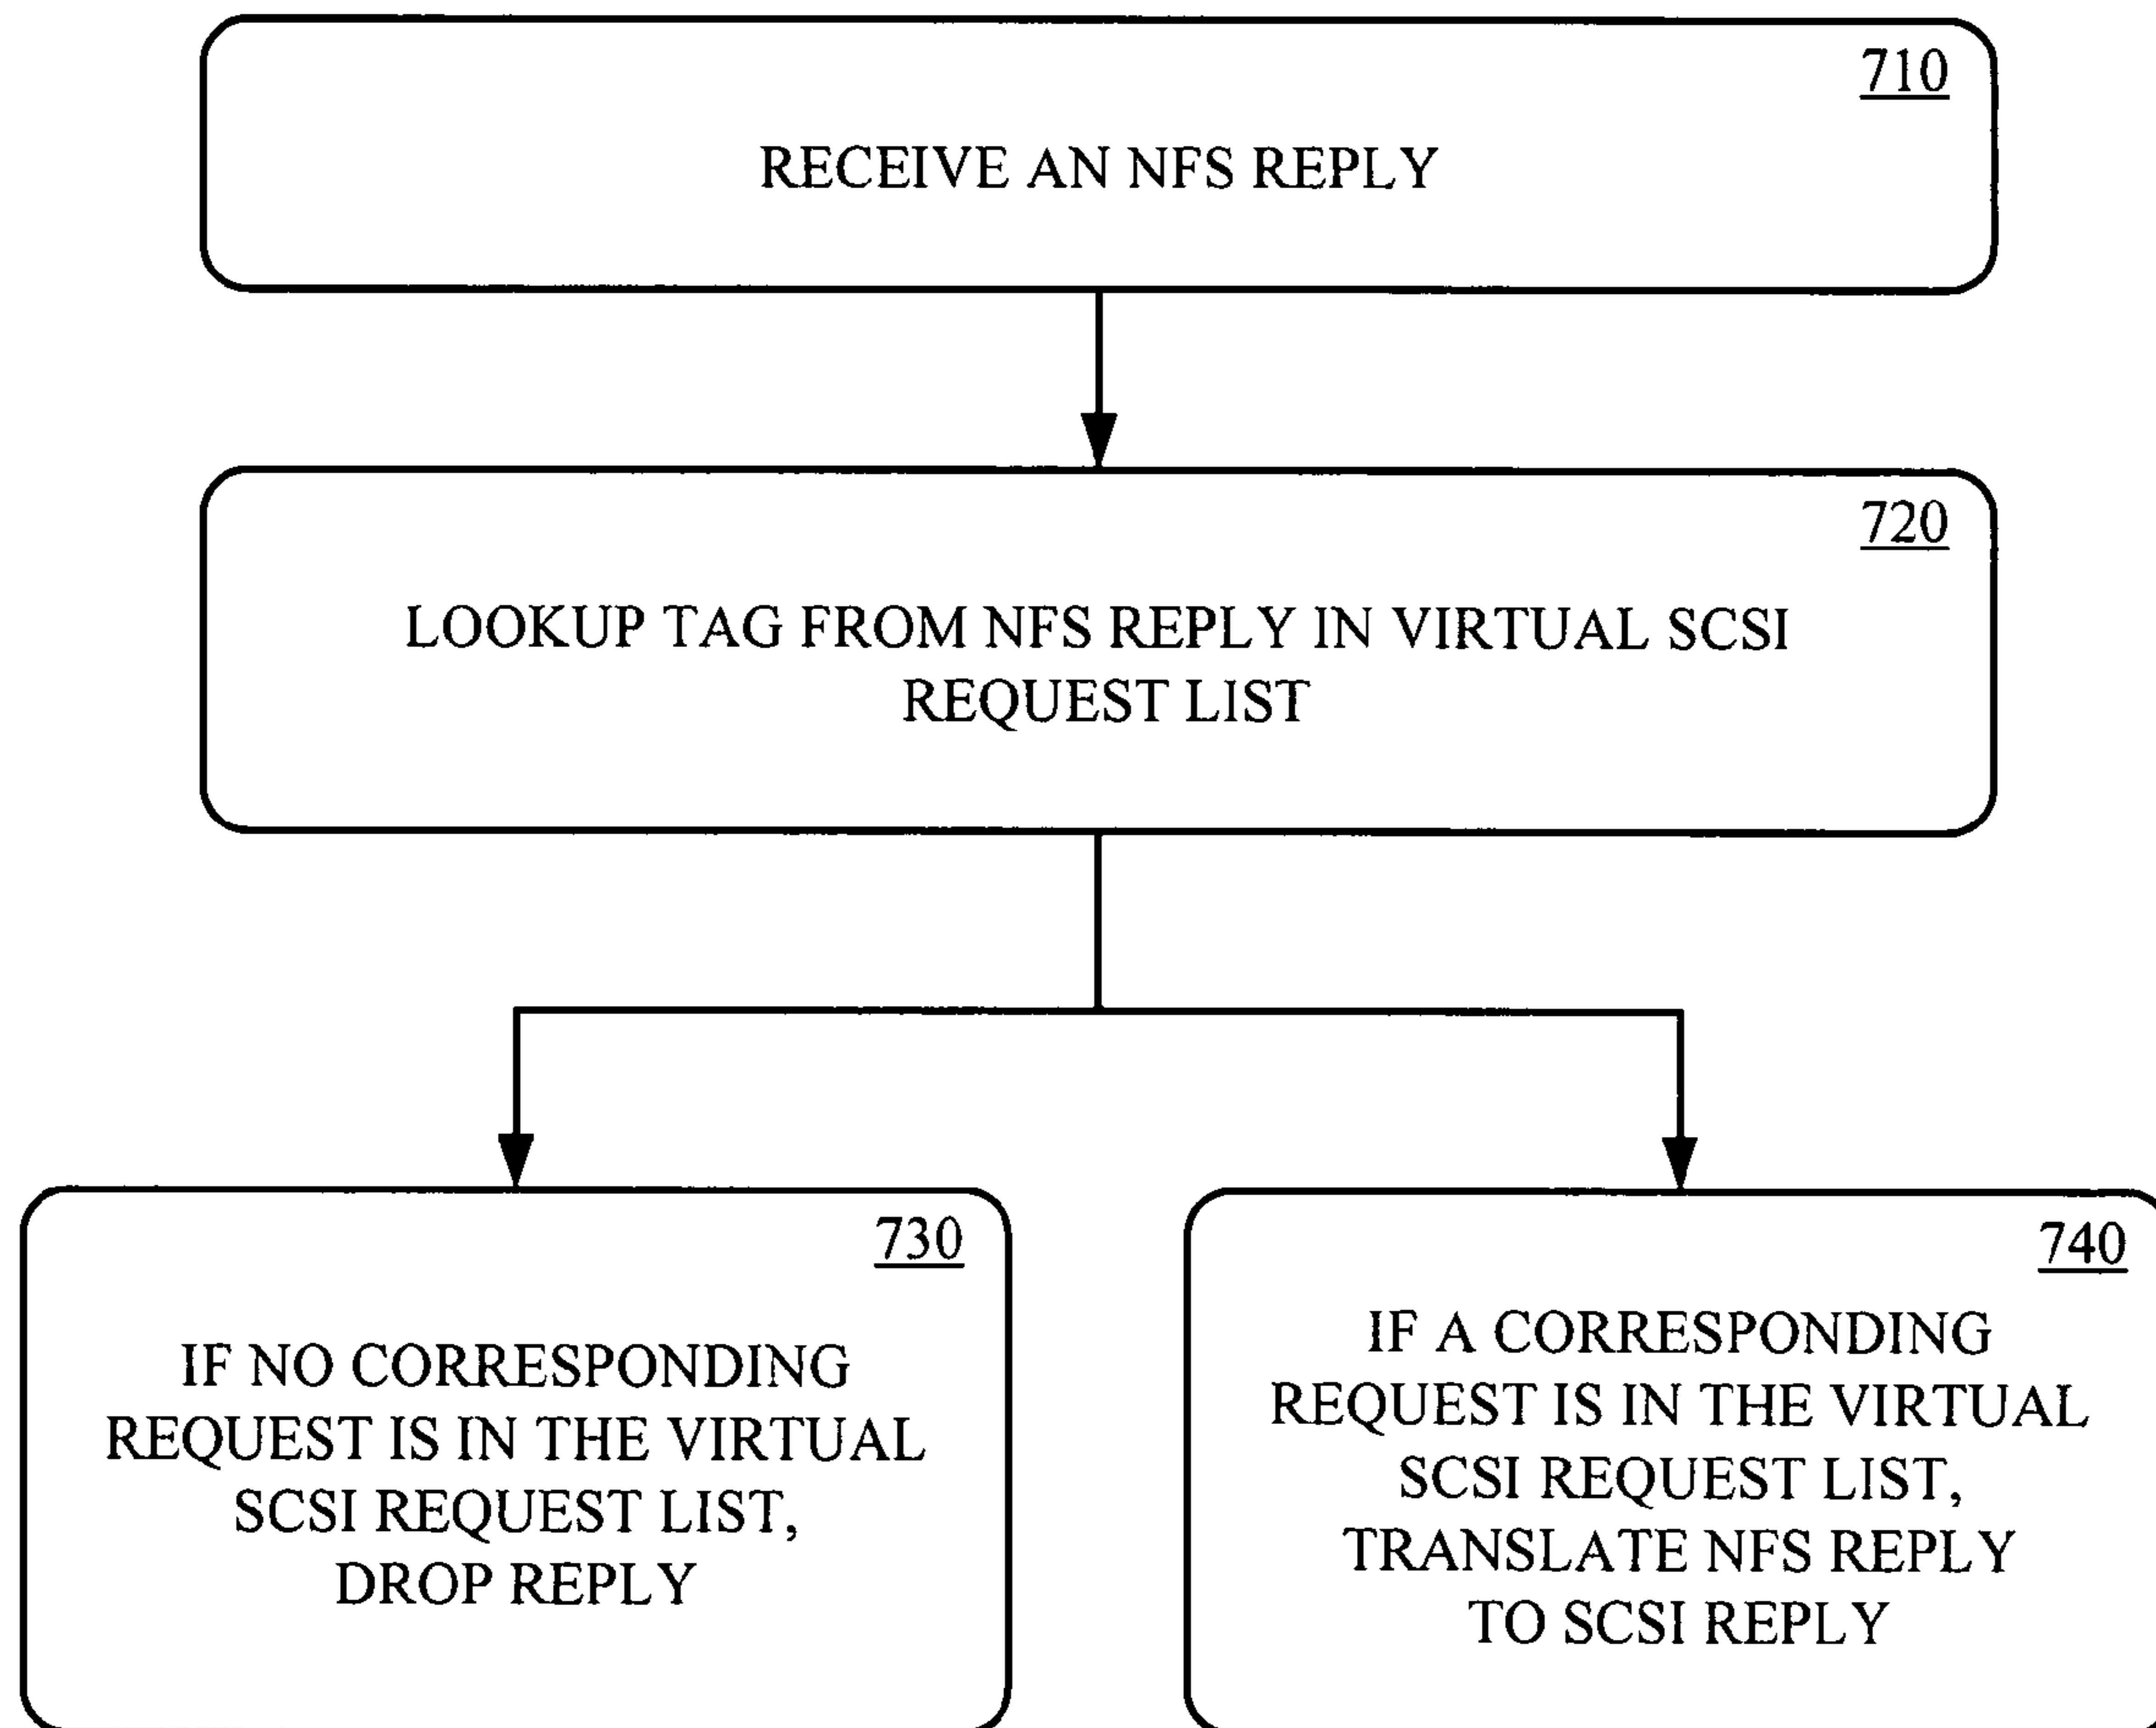 710
RECEIVE AN NFS REPLY
720
LOOKUP TAG FROM NFS REPLY IN VIRTUAL SCSI
REQUEST LIST
730
IF NO CORRESPONDING
REQUEST IS IN THE VIRTUAL
SCSI REQUEST LIST,
DROP REPLY
740
IF A CORRESPONDING
REQUEST IS IN THE VIRTUAL
SCSI REQUEST LIST,
TRANSLATE NFS REPLY
TO SCSI REPLY